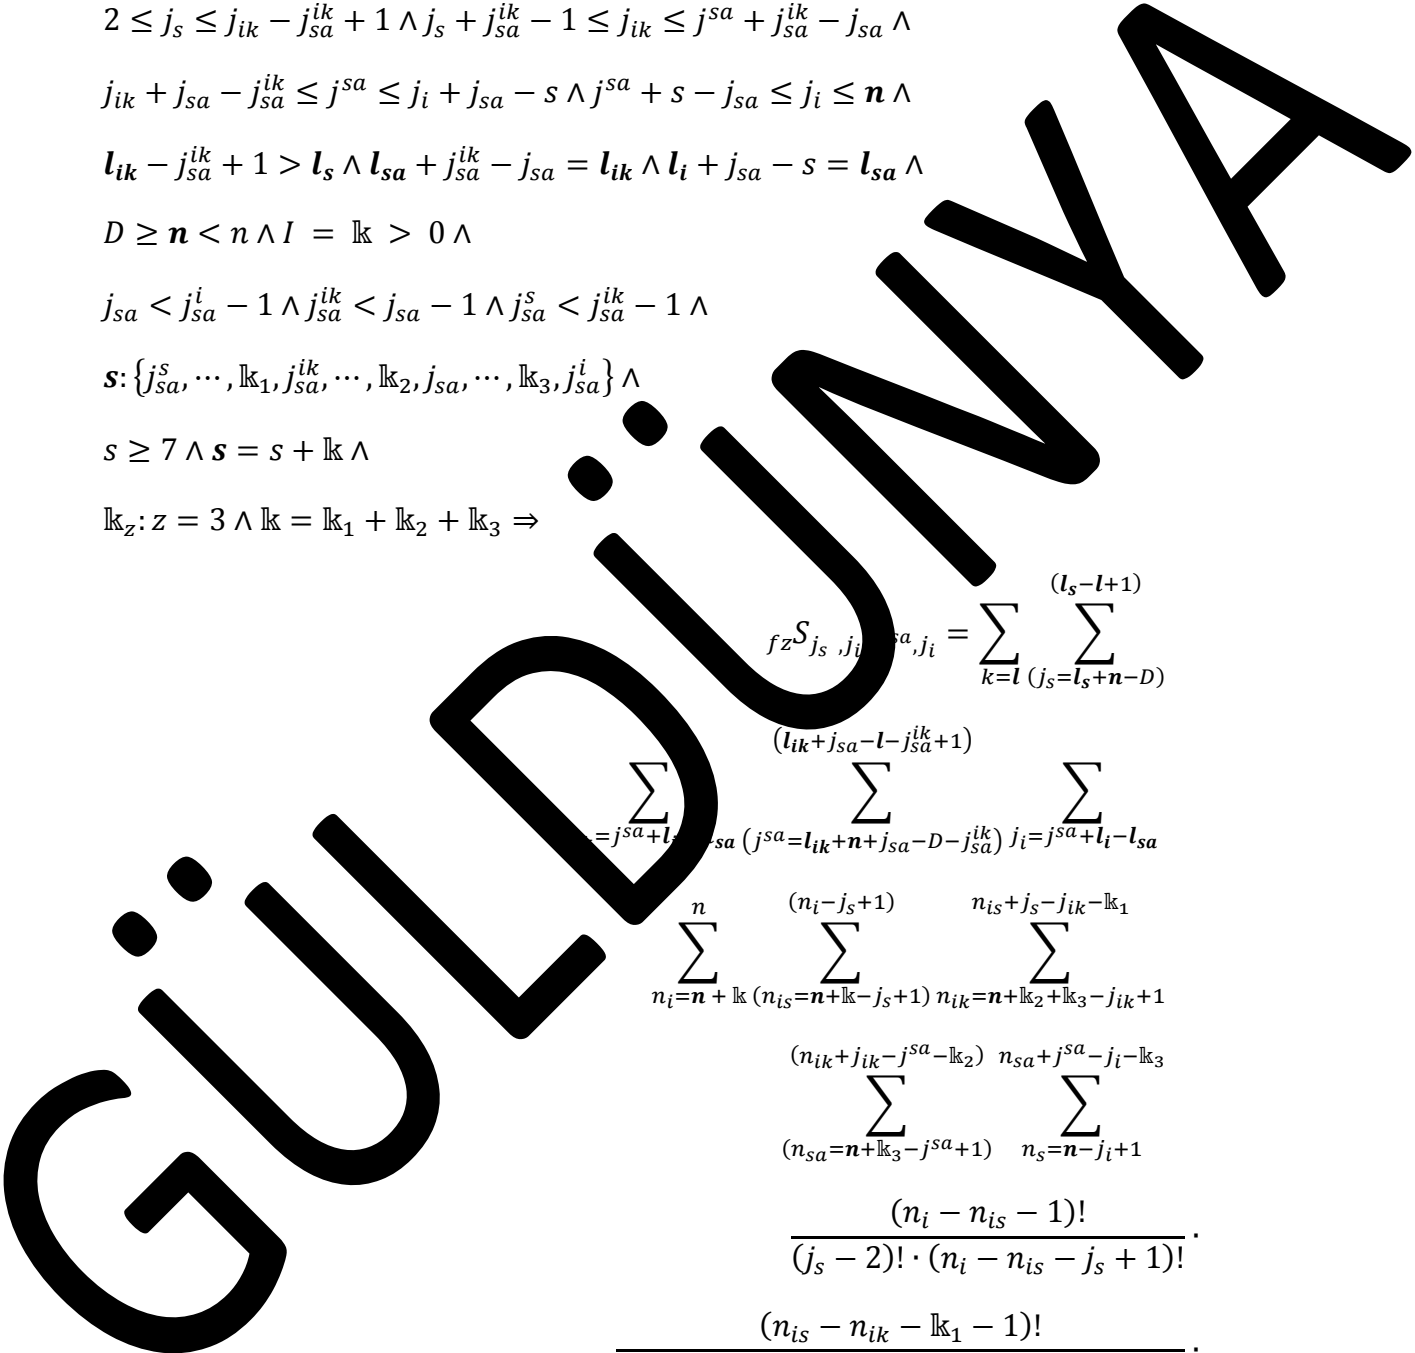 2 ≤ j_s ≤ j_{ik} − j_{sa}^{ik} + 1 ∧ j_s + j_{sa}^{ik} − 1 ≤ j_{ik} ≤ j^{sa} + j_{sa}^{ik} − j_{sa} ∧
j_{ik} + j_{sa} − j_{sa}^{ik} ≤ j^{sa} ≤ j_i + j_{sa} − s ∧ j^{sa} + s − j_{sa} ≤ j_i ≤ n ∧
l_{ik} − j_{sa}^{ik} + 1 > l_s ∧ l_{sa} + j_{sa}^{ik} − j_{sa} = l_{ik} ∧ l_i + j_{sa} − s = l_{sa} ∧
D ≥ n < n ∧ I = 𝕜 > 0 ∧
j_{sa} < j_{sa}^i − 1 ∧ j_{sa}^{ik} < j_{sa} − 1 ∧ j_{sa}^s < j_{sa}^{ik} − 1 ∧
s: {j_{sa}^s, ⋯, 𝕜_1, j_{sa}^{ik}, ⋯, 𝕜_2, j_{sa}, ⋯, 𝕜_3, j_{sa}^i} ∧
s ≥ 7 ∧ s = s + 𝕜 ∧
𝕜_z: z = 3 ∧ 𝕜 = 𝕜_1 + 𝕜_2 + 𝕜_3 ⇒
(l_s−l+1)
_{fz}S_{j_s ,j_i sa,j_i} = ∑ ∑
k=l (j_s=l_s+n−D)
(l_{ik}+j_{sa}−l−j_{sa}^{ik}+1)
∑ ∑ ∑
=j^{sa}+l sa (j^{sa}=l_{ik}+n+j_{sa}−D−j_{sa}^{ik}) j_i=j^{sa}+l_i−l_{sa}
n (n_i−j_s+1) n_{is}+j_s−j_{ik}−𝕜_1
∑ ∑ ∑
n_i=n + 𝕜 (n_{is}=n+𝕜−j_s+1) n_{ik}=n+𝕜_2+𝕜_3−j_{ik}+1
(n_{ik}+j_{ik}−j^{sa}−𝕜_2) n_{sa}+j^{sa}−j_i−𝕜_3
∑ ∑
(n_{sa}=n+𝕜_3−j^{sa}+1) n_s=n−j_i+1
(n_i − n_{is} − 1)!
(j_s − 2)! · (n_i − n_{is} − j_s + 1)! ·
(n_{is} − n_{ik} − 𝕜_1 − 1)! ·
GÜLDÜNYA